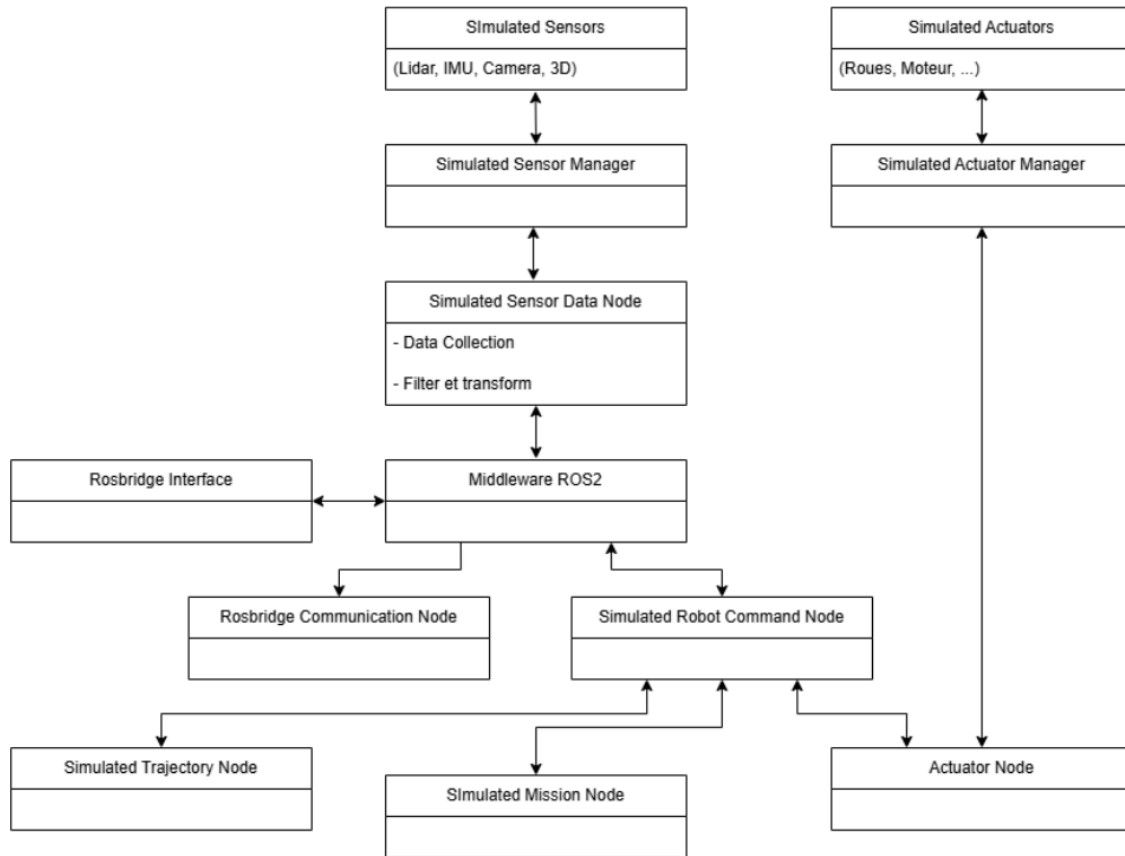 SImulated Sensors
(Lidar, IMU, Camera, 3D)
Simulated Actuators
(Roues, Moteur, ...)
Simulated Sensor Manager
Simulated Actuator Manager
Simulated Sensor Data Node
- Data Collection
- Filter et transform
Rosbridge Interface
Middleware ROS2
Rosbridge Communication Node
Simulated Robot Command Node
Simulated Trajectory Node
SImulated Mission Node
Actuator Node